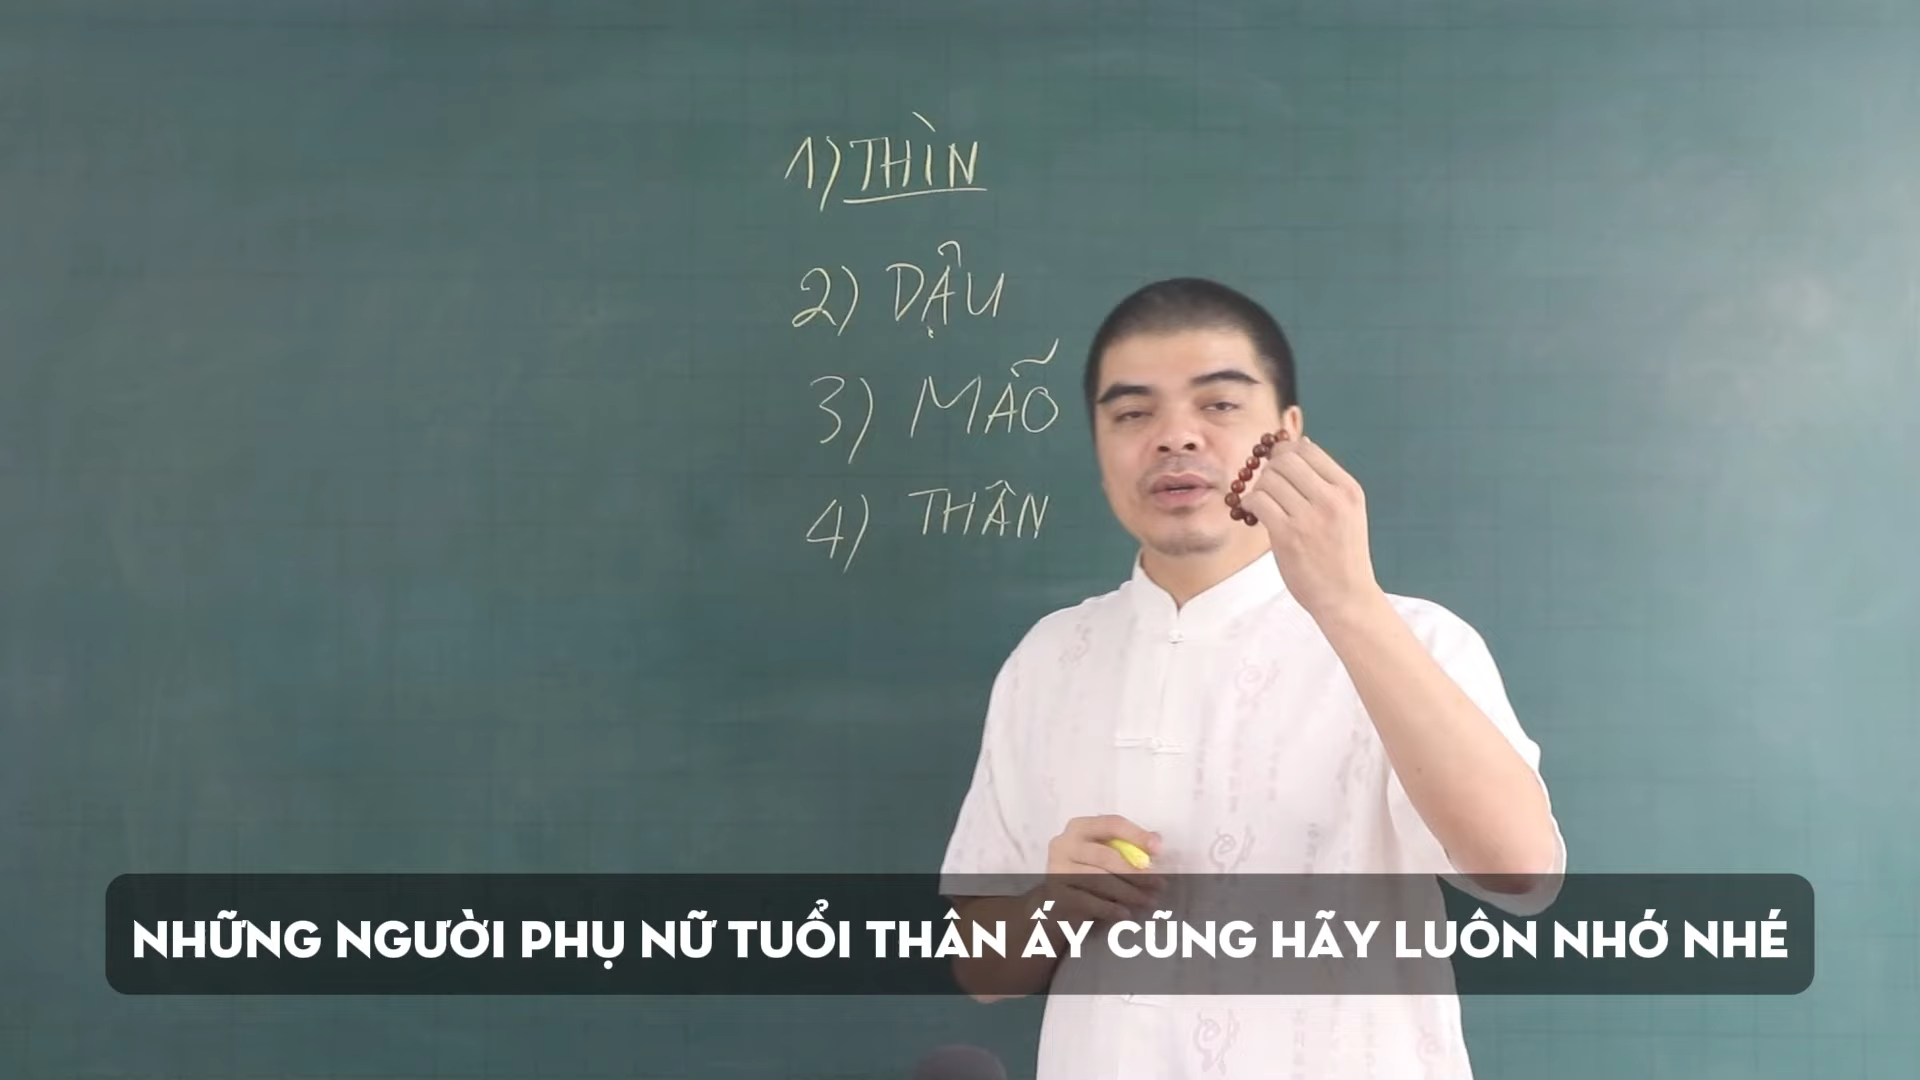 1) THÌN
2) DẬU
3) MÃO
4) THÂN
NHỮNG NGƯỜI PHỤ NỮ TUỔI THÂN ẤY CŨNG HÃY LUÔN NHỚ NHÉ